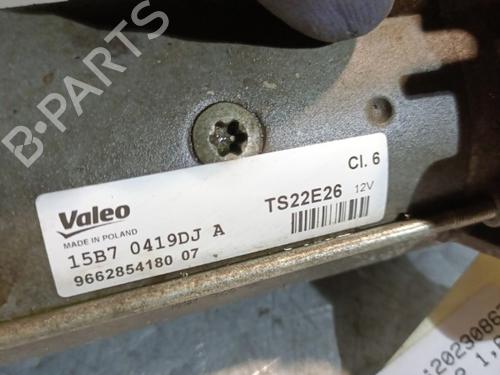 B-PARTS
Cl. 6
Valeo
TS22E26 12V
MADE IN POLAND
15B7 0419DJ A
9662854180 07